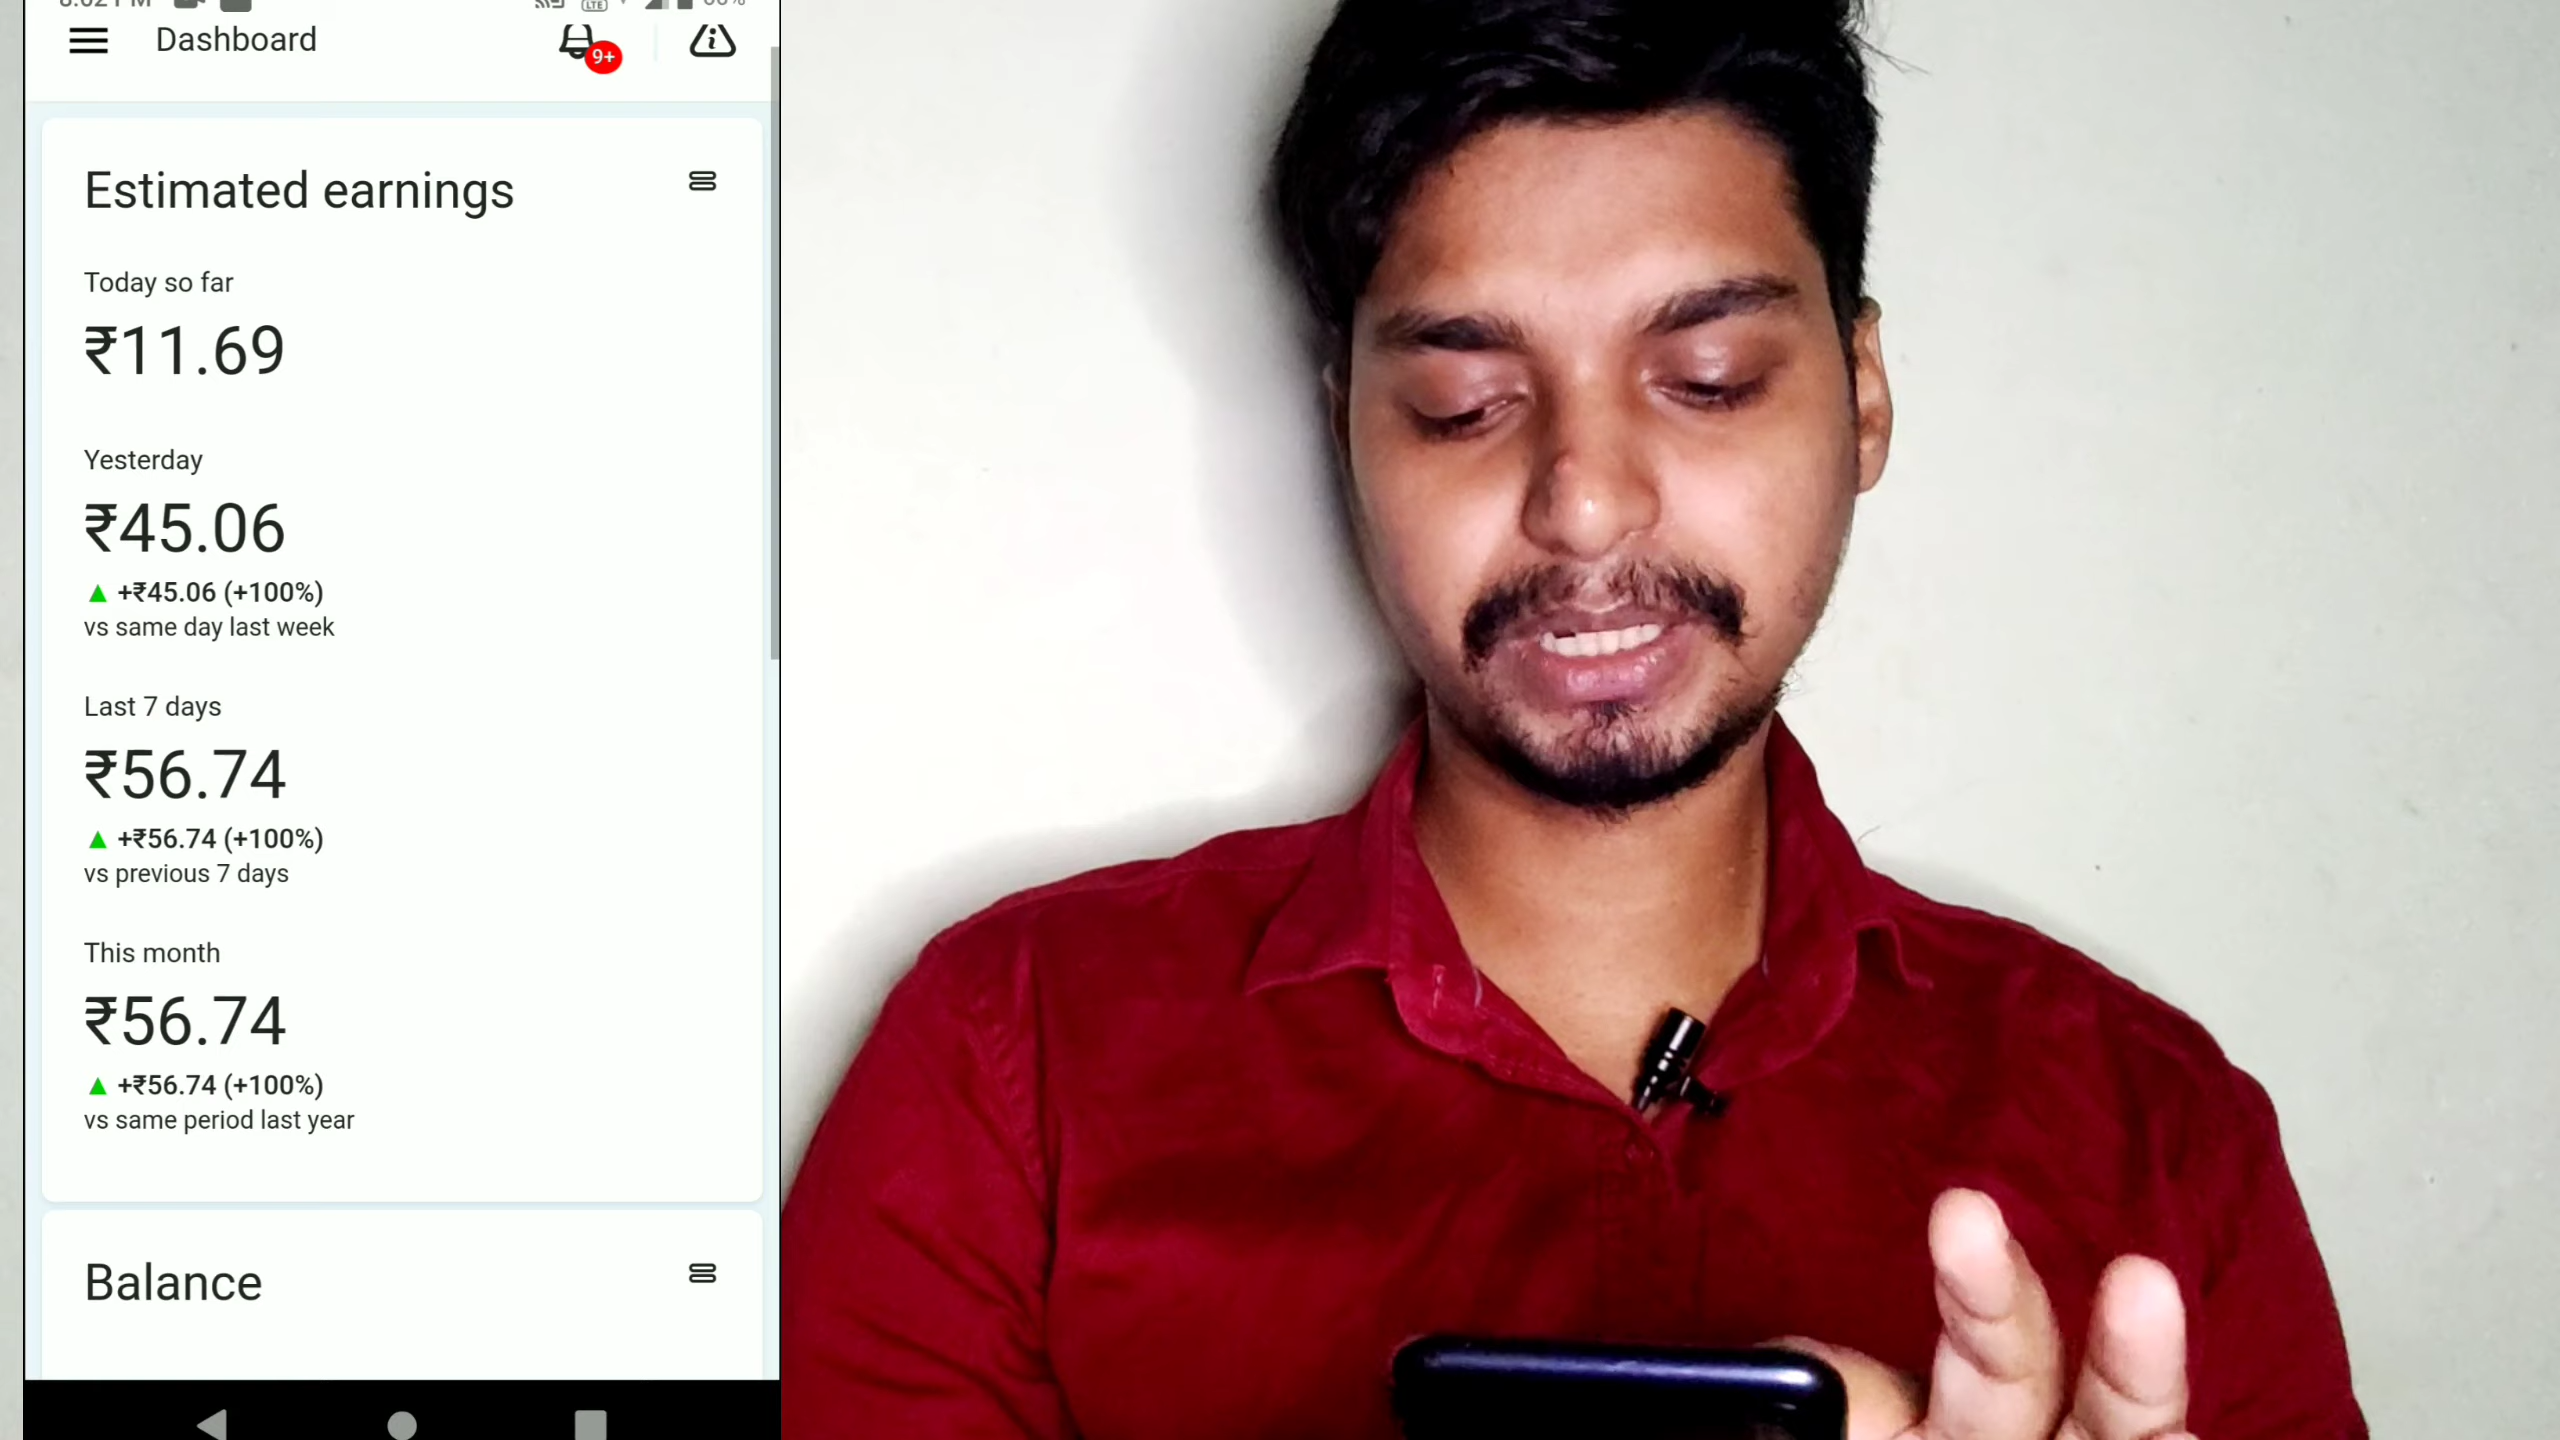 Dashboard
9+
Estimated earnings
Today so far
₹11.69
Yesterday
₹45.06
+₹45.06 (+100%)
vs same day last week
Last 7 days
₹56.74
+₹56.74 (+100%)
vs previous 7 days
This month
₹56.74
+₹56.74 (+100%)
vs same period last year
Balance